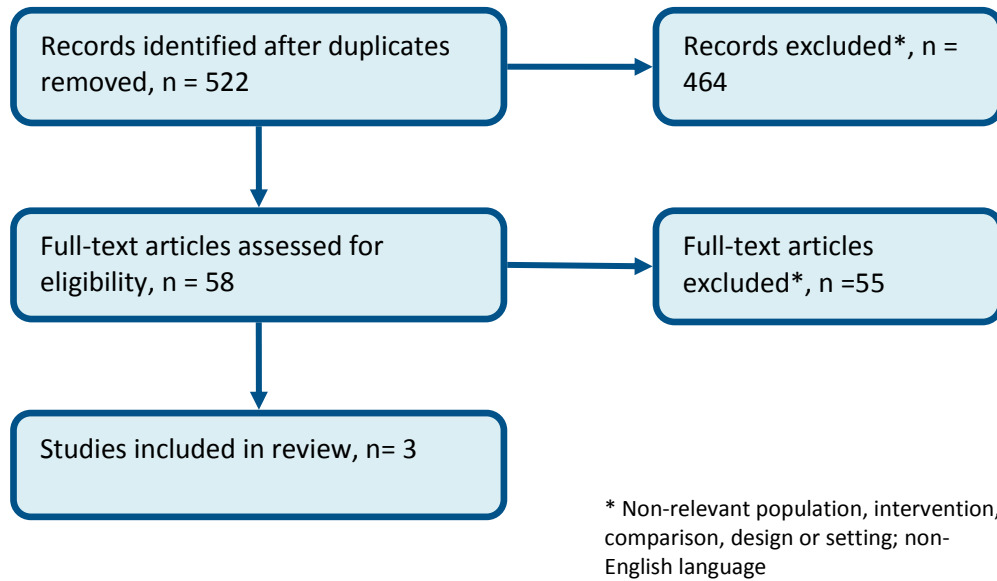 Records identified after duplicates
removed, n = 522
Records excluded*, n =
464
Full-text articles assessed for
eligibility, n = 58
Full-text articles
excluded*, n =55
Studies included in review, n= 3
* Non-relevant population, intervention,
comparison, design or setting; non-
English language